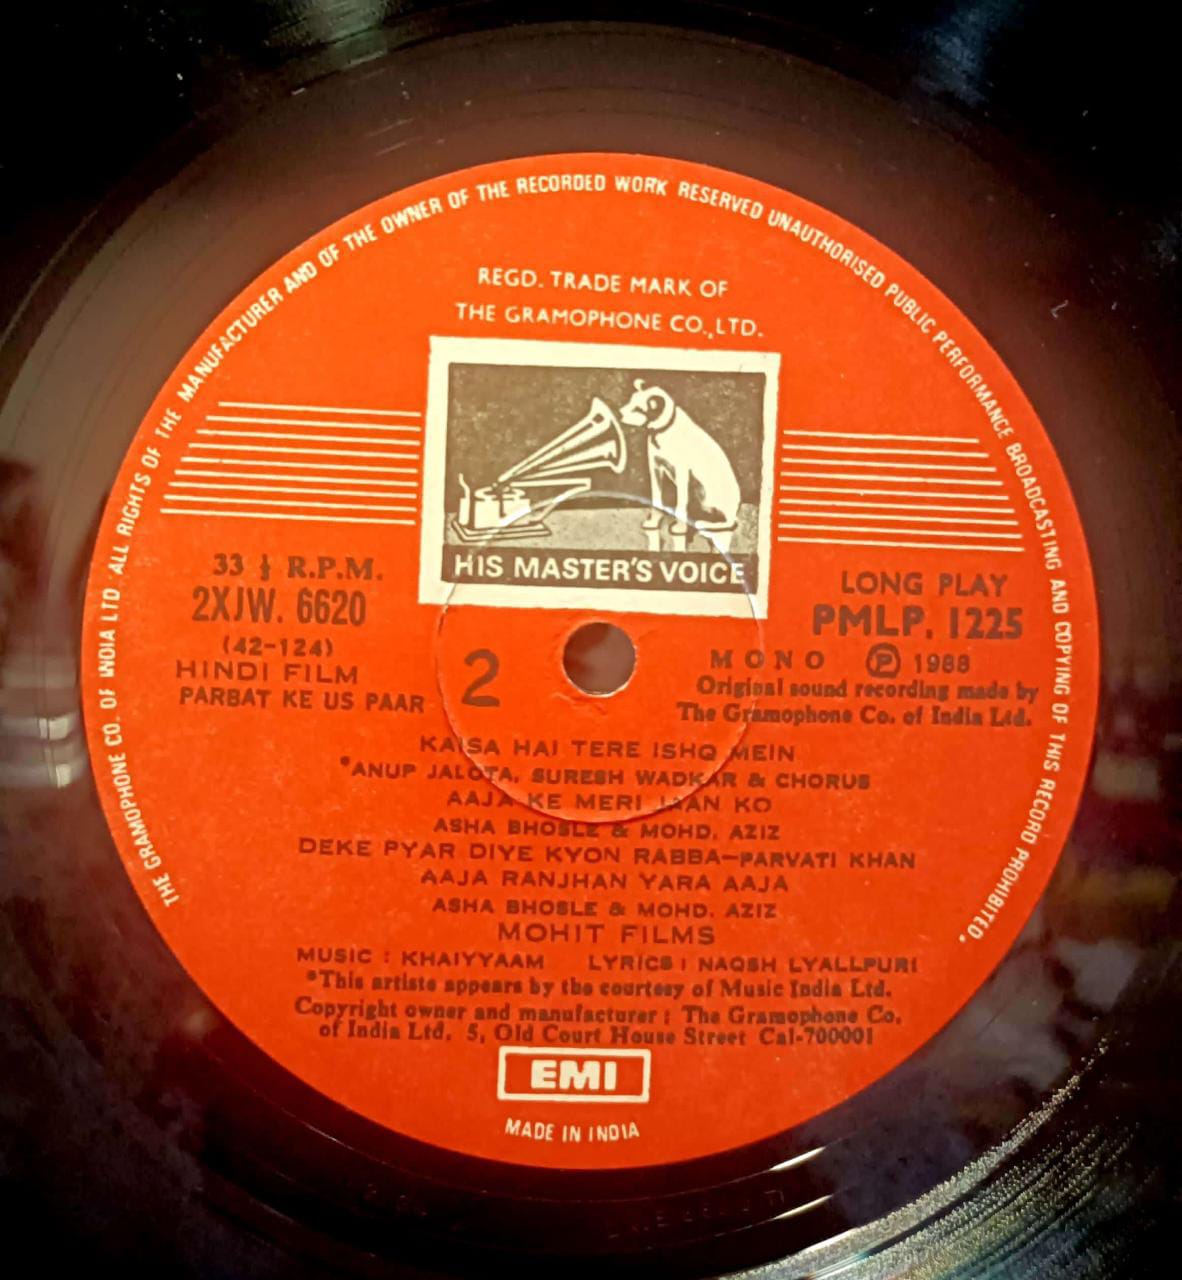 THE GRAMOPHONE CO. OF INDIA LTD. ALL RIGHTS OF THE MANUFACTURER AND OF THE OWNER OF THE RECORDED WORK RESERVED UNAUTHORISED PUBLIC PERFORMANCE BROADCASTING AND COPYING OF THIS RECORD PROHIBITED.
REGD. TRADE MARK OF
THE GRAMOPHONE CO., LTD.
HIS MASTER'S VOICE
33 ⅓ R.P.M.
2XJW. 6620
(42-124)
HINDI FILM
PARBAT KE US PAAR
2
LONG PLAY
PMLP. 1225
MONO ℗ 1988
Original sound recording made by
The Gramophone Co. of India Ltd.
KAISA HAI TERE ISHQ MEIN
*ANUP JALOTA, SURESH WADKAR & CHORUS
AAJA KE MERI JAAN KO
ASHA BHOSLE & MOHD. AZIZ
DEKE PYAR DIYE KYON RABBA—PARVATI KHAN
AAJA RANJHAN YARA AAJA
ASHA BHOSLE & MOHD. AZIZ
MOHIT FILMS
MUSIC : KHAIYYAAM LYRICS : NAQSH LYALLPURI
*This artiste appears by the courtesy of Music India Ltd.
Copyright owner and manufacturer : The Gramophone Co.
of India Ltd. 5, Old Court House Street Cal-700001
EMI
MADE IN INDIA